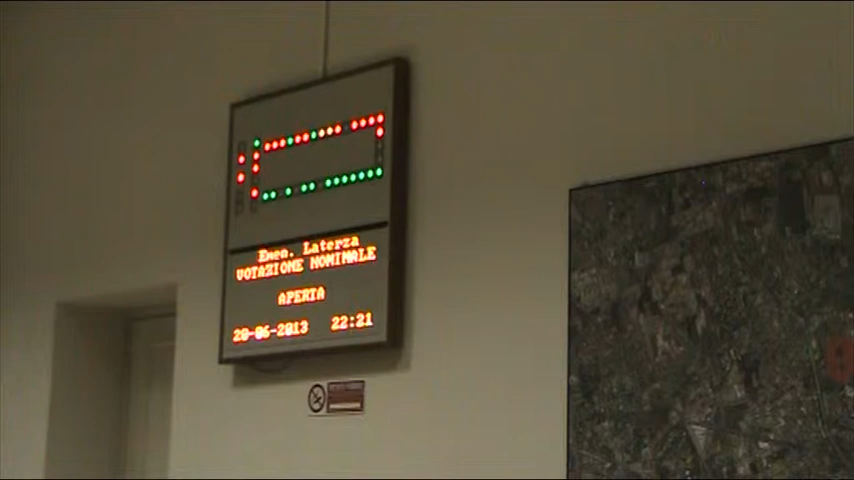 Emen. Laterza
VOTAZIONE NOMINALE
APERTA
20-06-2013 22:21